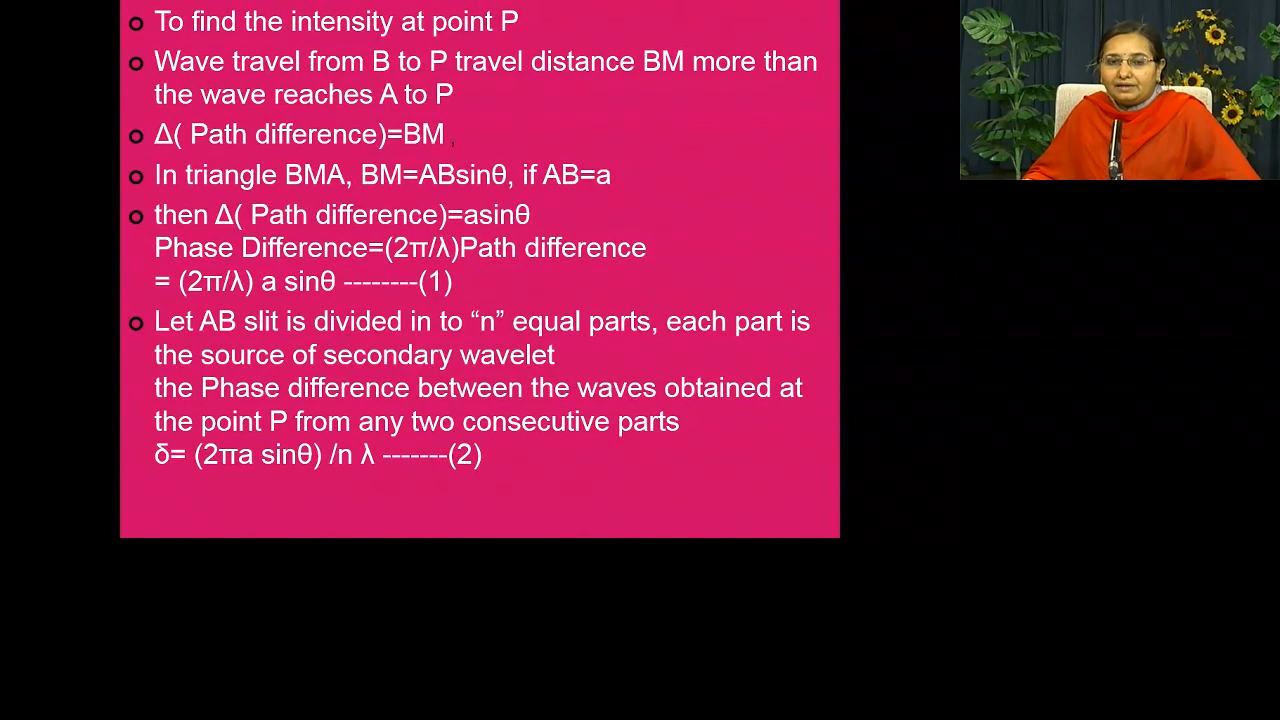 To find the intensity at point P
Wave travel from B to P travel distance BM more than
the wave reaches A to P
Δ( Path difference)=BM ,
In triangle BMA, BM=ABsinθ, if AB=a
then Δ( Path difference)=asinθ
Phase Difference=(2π/λ)Path difference
= (2π/λ) a sinθ --------(1)
Let AB slit is divided in to “n” equal parts, each part is
the source of secondary wavelet
the Phase difference between the waves obtained at
the point P from any two consecutive parts
δ= (2πa sinθ) /n λ -------(2)